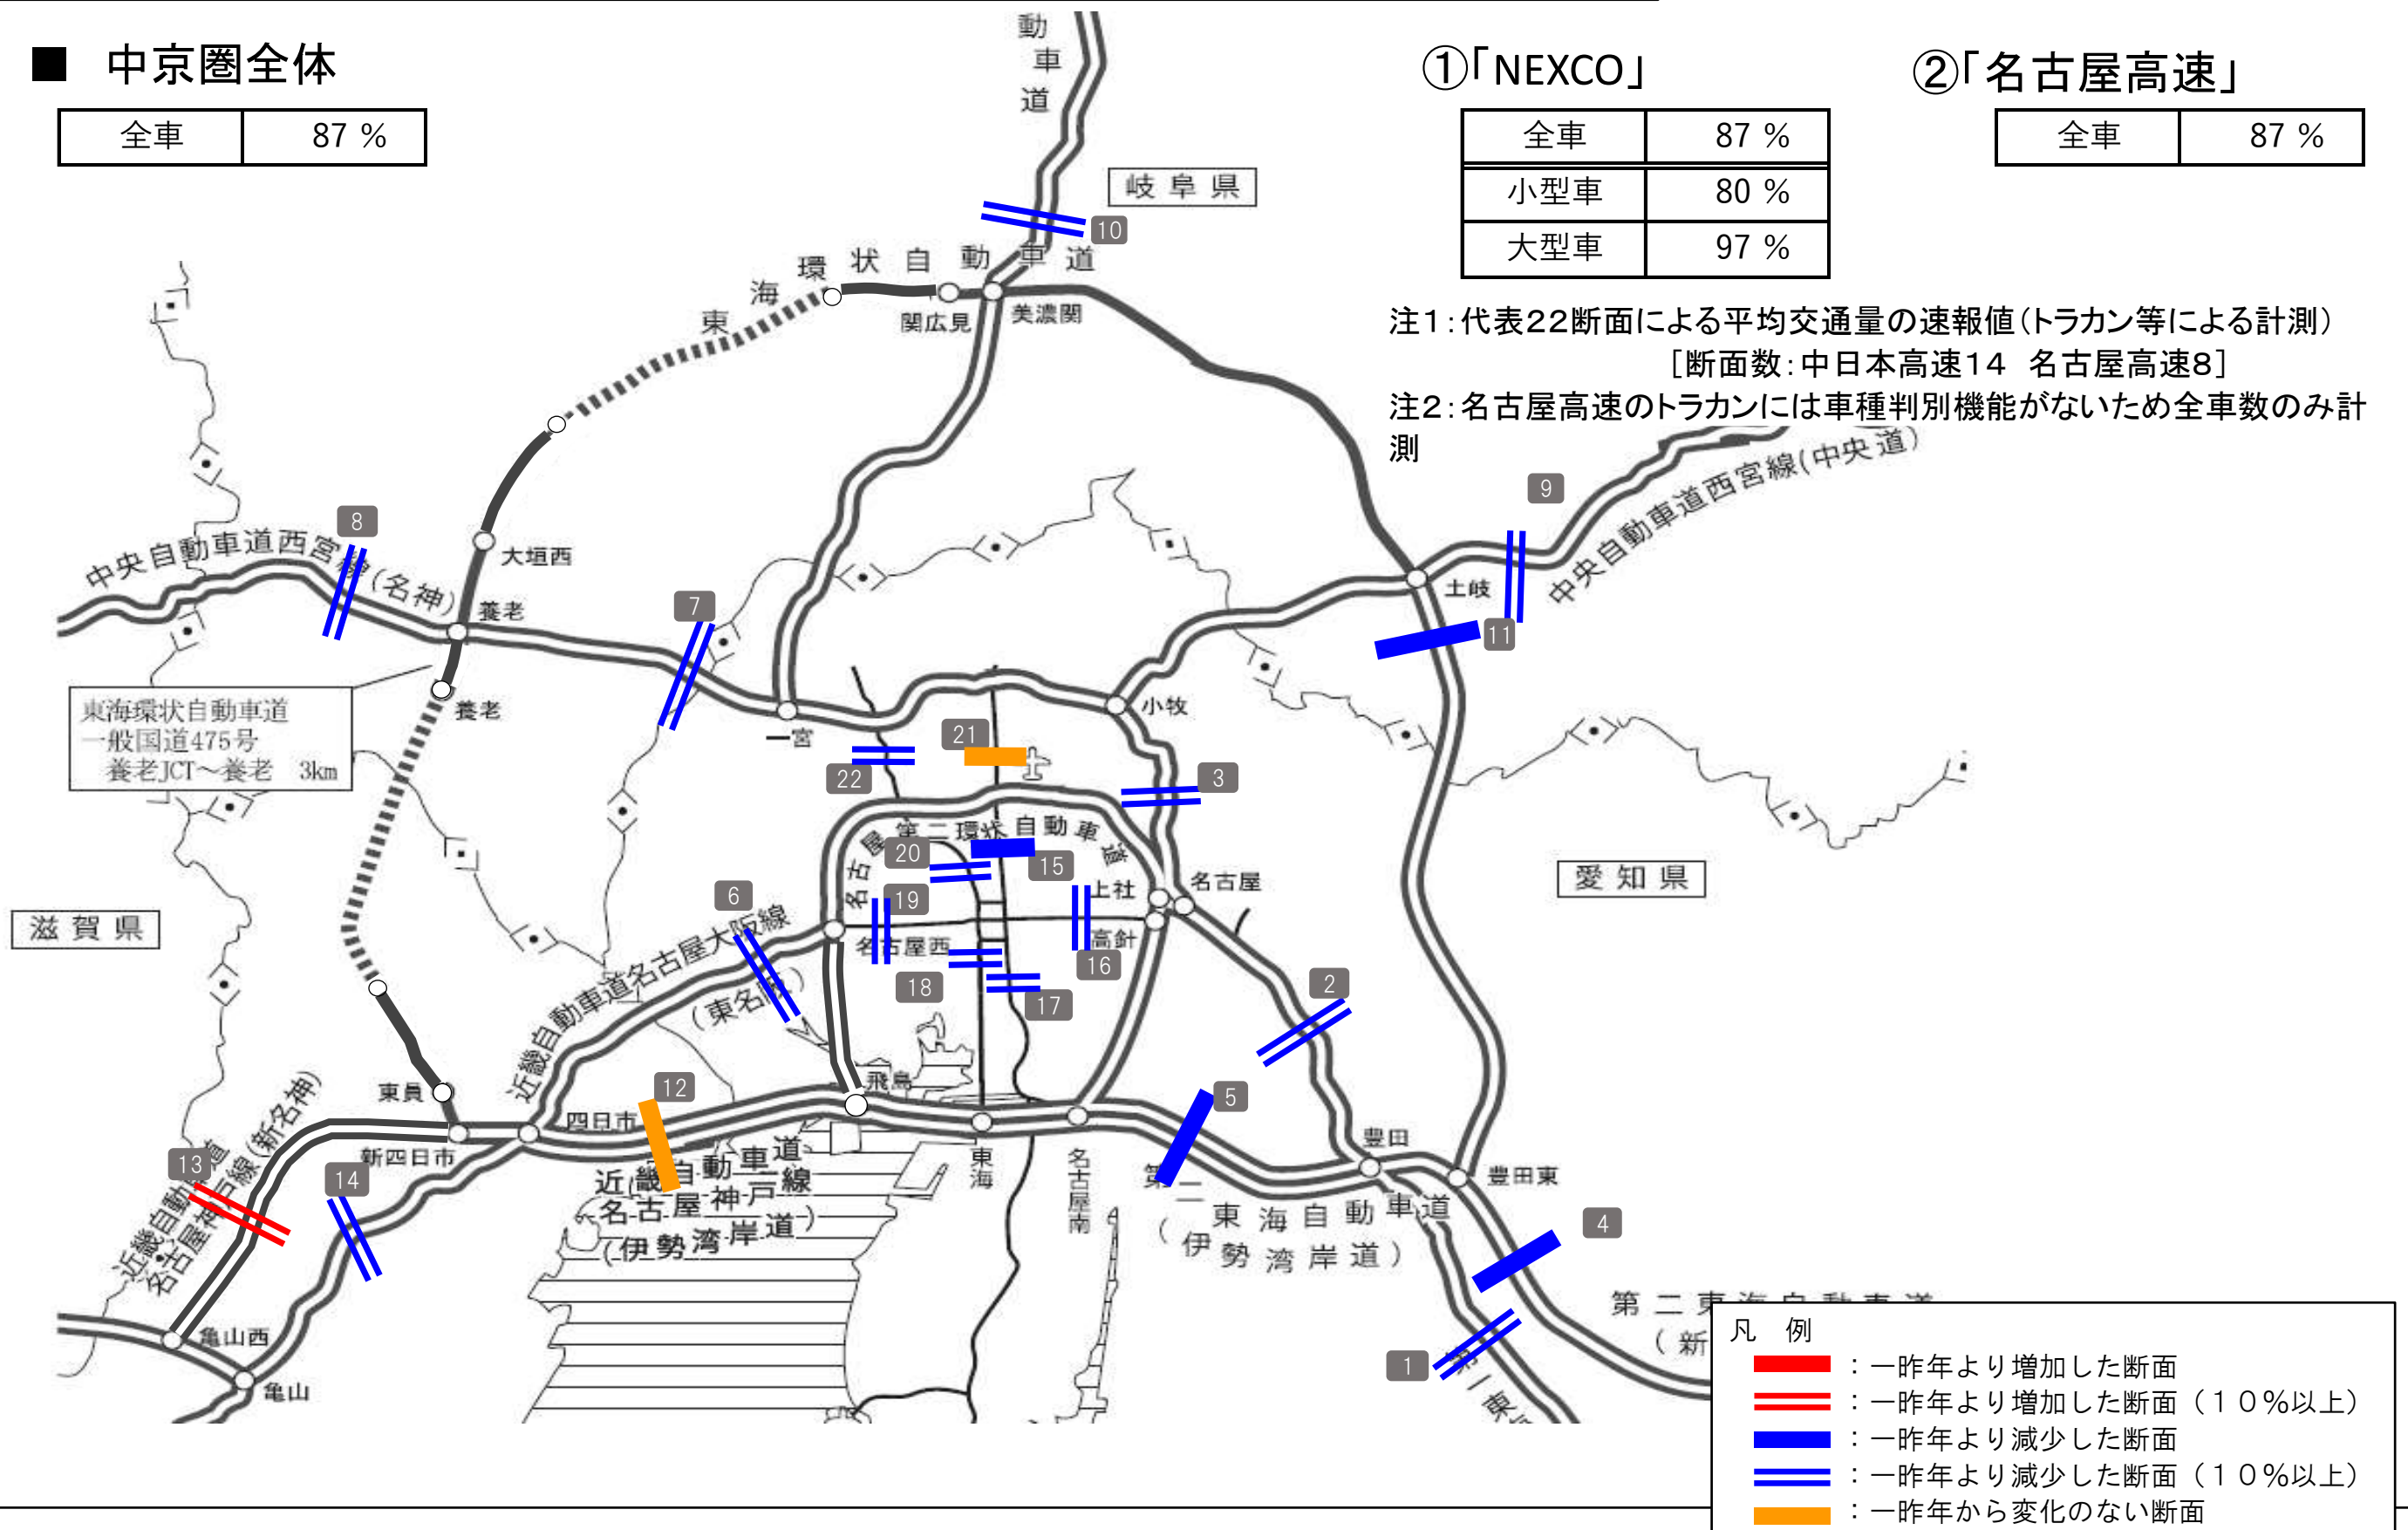 ■ 中京圏全体
全車 87 %
①「NEXCO」
全車 87 %
小型車 80 %
大型車 97 %
②「名古屋高速」
全車 87 %
注1:代表22断面による平均交通量の速報値(トラカン等による計測)
[断面数:中日本高速14 名古屋高速8]
注2:名古屋高速のトラカンには車種判別機能がないため全車数のみ計
測
動車道
岐阜県
10
東海環状自動車道
関広見
美濃関
9
中央自動車道西宮線(中央道)
8
中央自動車道西宮線(名神)
大垣西
養老
7
土岐
11
東海環状自動車道
一般国道475号
養老JCT～養老 3km
養老
一宮
小牧
21
22
3
名古屋第二環状自動車道
20
15
上社
名古屋
愛知県
19
6
滋賀県
名古屋西
高針
16
近畿自動車道名古屋大阪線
(東名阪)
18
17
2
東員
12
飛島
5
四日市
新四日市
豊田
豊田東
東海
名古屋南
13
14
近畿自動車道
名古屋神戸線(新名神)
近畿自動車道
名古屋神戸線
(伊勢湾岸道)
第二東海自動車道
(伊勢湾岸道)
4
亀山西
亀山
1
第一東
第二東海自動車道
(新
凡 例
:一昨年より増加した断面
:一昨年より増加した断面(10%以上)
:一昨年より減少した断面
:一昨年より減少した断面(10%以上)
:一昨年から変化のない断面